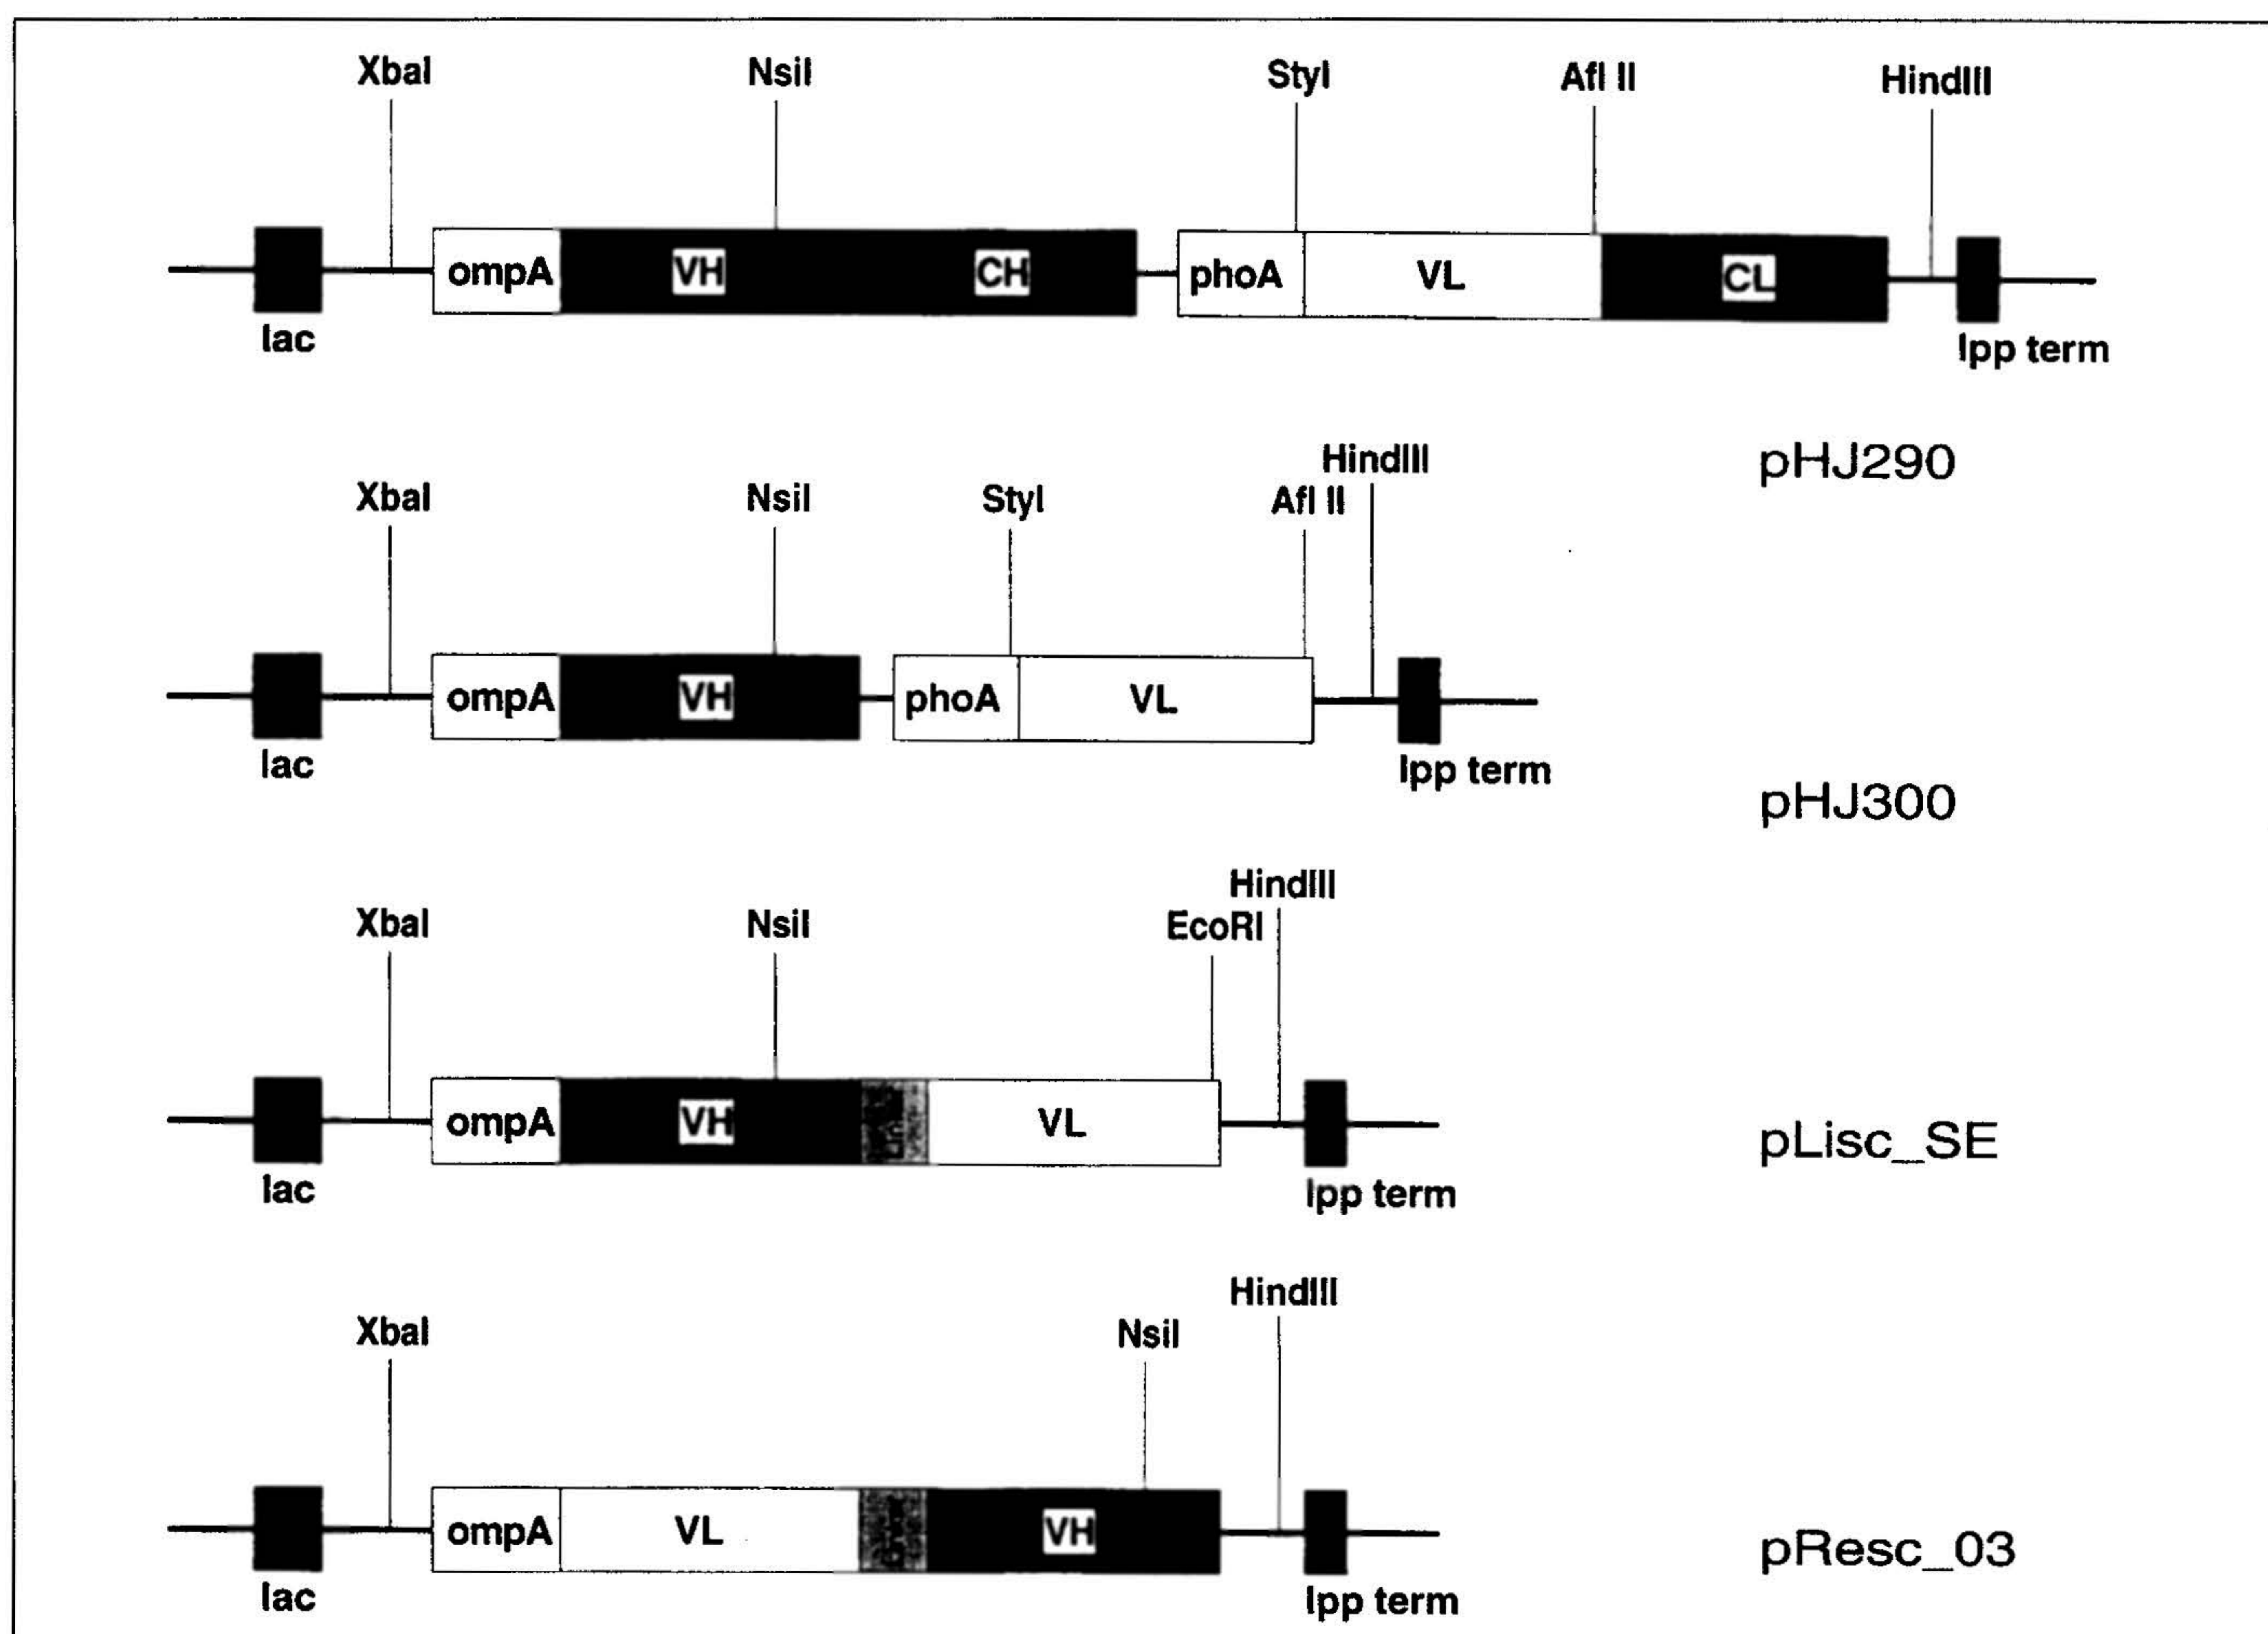 XbaI NsiI StyI Afl II HindIII
ompA VH CH phoA VL CL
lac lpp term
pHJ290
HindIII
XbaI NsiI StyI Afl II
ompA VH phoA VL
lac lpp term
pHJ300
HindIII
XbaI NsiI EcoRI
ompA VH VL
pLisc_SE
lac lpp term
HindIII
XbaI NsiI
ompA VL VH
pResc_03
lac lpp term